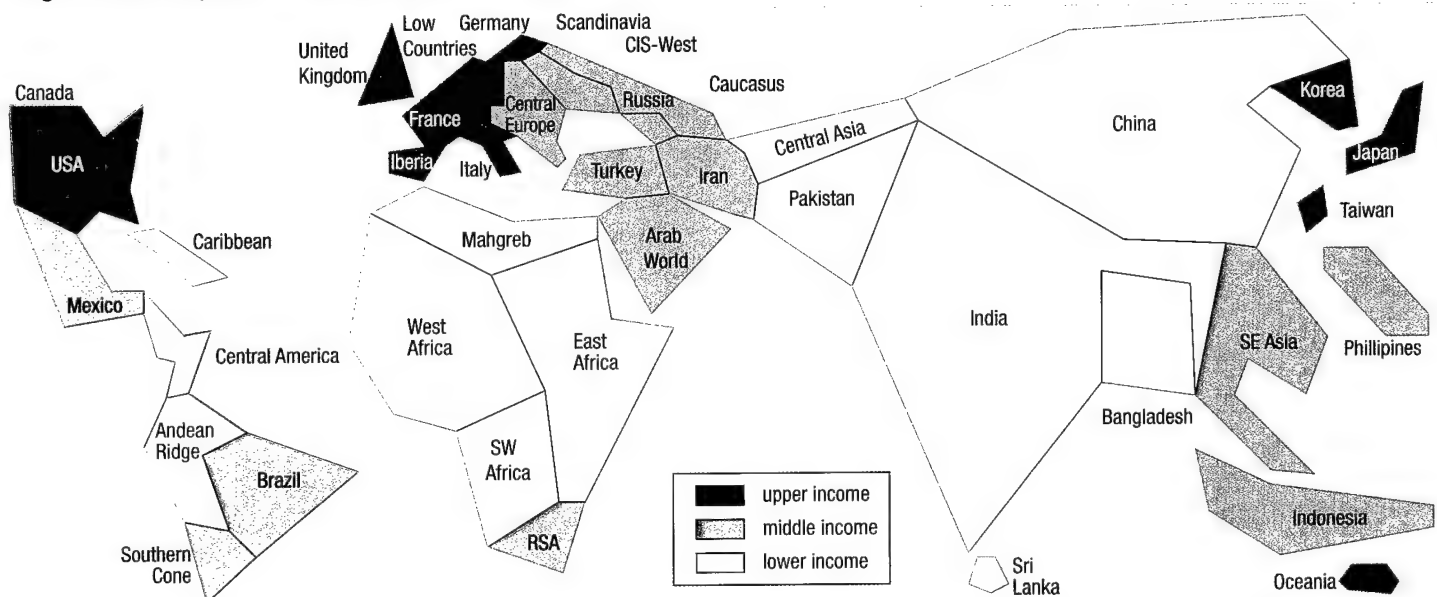 Canada
USA
Mexico
Caribbean
Central America
Andean
Ridge
Brazil
Southern
Cone
United
Kingdom
Low
Countries
Germany
Scandinavia
CIS-West
Caucasus
France
Central
Europe
Russia
Iberia
Italy
Turkey
Iran
Central Asia
Pakistan
Mahgreb
Arab
World
West
Africa
East
Africa
SW
Africa
RSA
China
Korea
Japan
Taiwan
India
SE Asia
Phillipines
Bangladesh
Indonesia
Sri
Lanka
Oceania
upper income
middle income
lower income